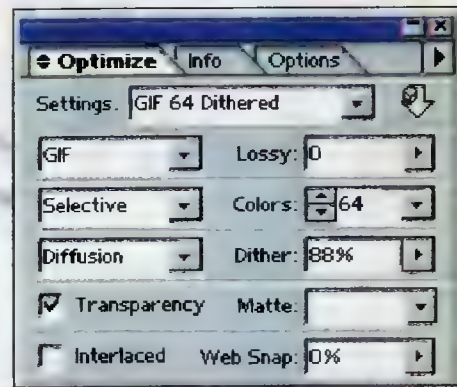 Optimize Info Options
Settings. GIF 64 Dithered
GIF Lossy: 0
Selective Colors: 64
Diffusion Dither: 88%
Transparency Matte:
Interlaced Web Snap: 0%